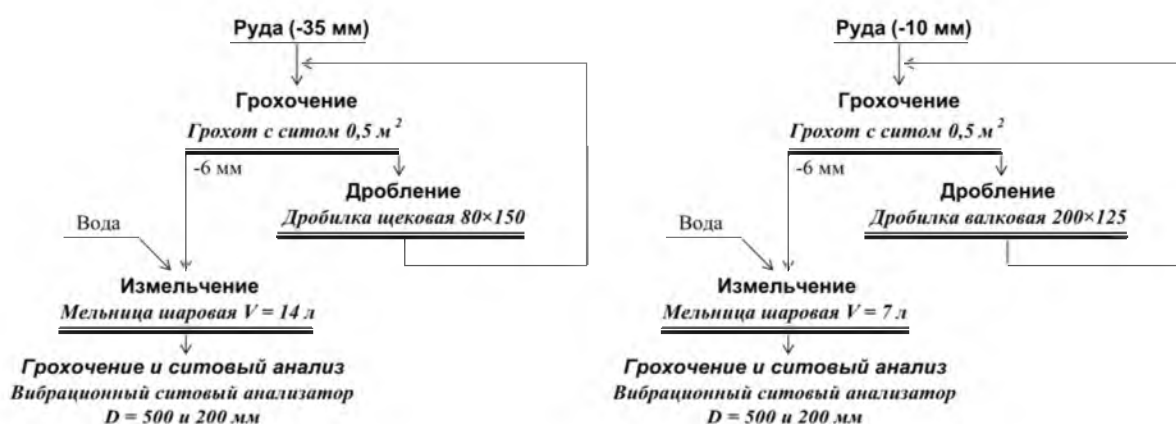 Руда (-35 мм)
Грохочение
Грохот с ситом 0,5 м²
-6 мм
Дробление
Дробилка щековая 80×150
Вода
Измельчение
Мельница шаровая V = 14 л
Грохочение и ситовый анализ
Вибрационный ситовый анализатор
D = 500 и 200 мм
Руда (-10 мм)
Грохочение
Грохот с ситом 0,5 м²
-6 мм
Дробление
Дробилка валковая 200×125
Вода
Измельчение
Мельница шаровая V = 7 л
Грохочение и ситовый анализ
Вибрационный ситовый анализатор
D = 500 и 200 мм